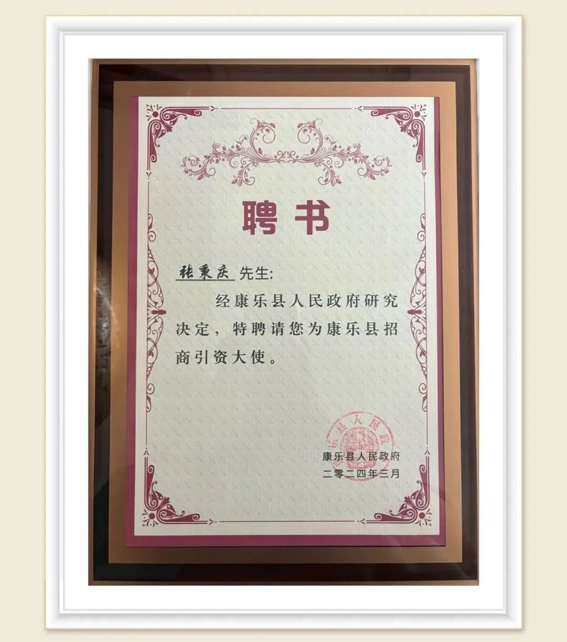 聘书
张秉庆 先生:
经康乐县人民政府研究
决定，特聘请您为康乐县招
商引资大使。
康乐县人民政府
二零二四年三月